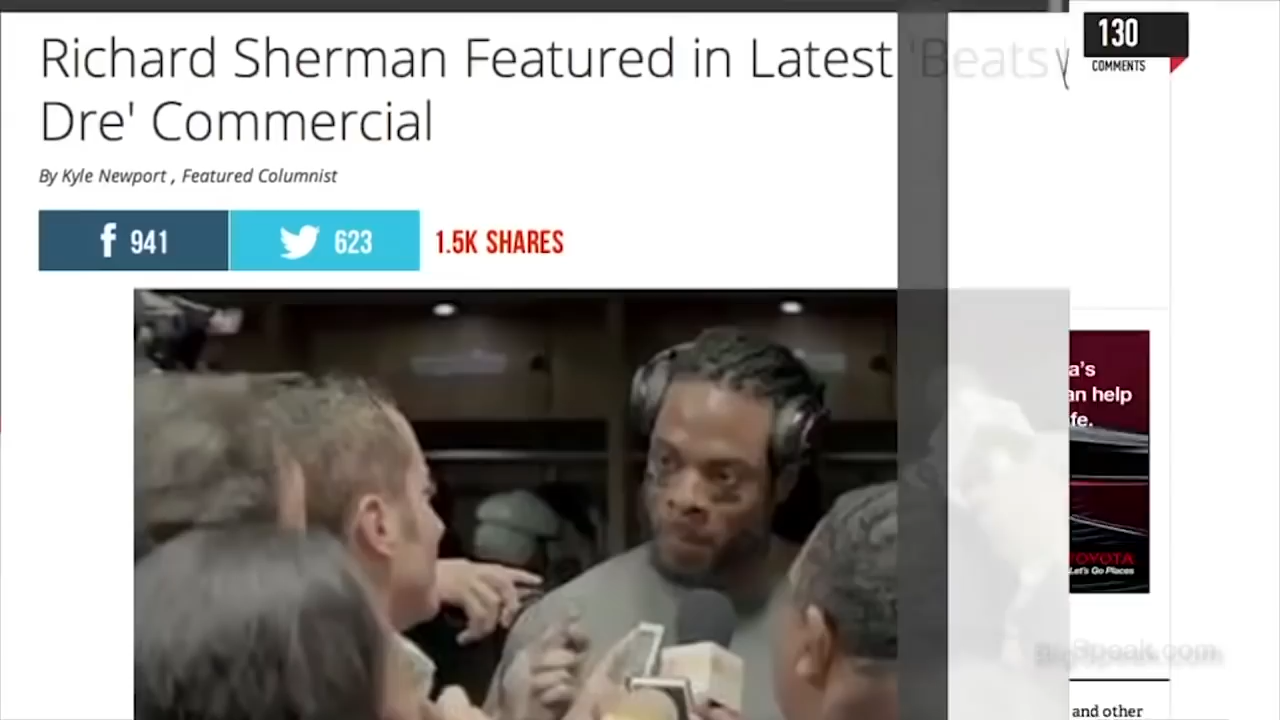 Richard Sherman Featured in Latest 'Beats
Dre' Commercial
By Kyle Newport , Featured Columnist
941
623
1.5K SHARES
130
COMMENTS
a's
an help
fe.
TOYOTA
Let's Go Places
and other